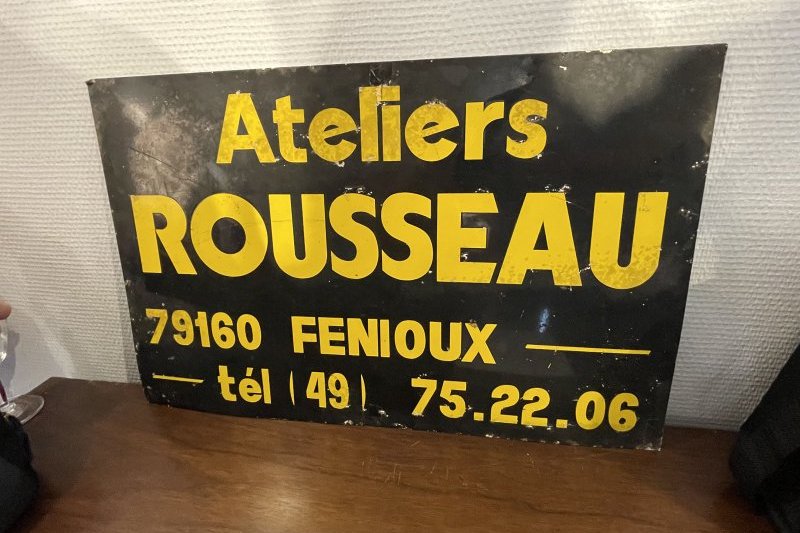 Ateliers
ROUSSEAU
79160 FENIOUX —
— tél (49) 75.22.06